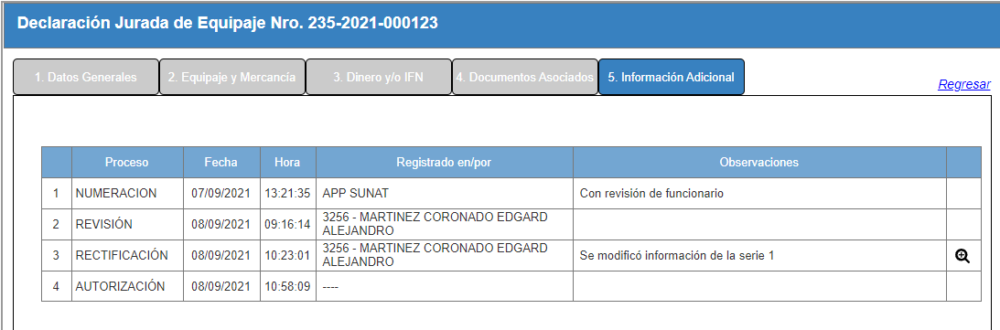 Declaración Jurada de Equipaje Nro. 235-2021-000123
1. Datos Generales 2. Equipaje y Mercancía 3. Dinero y/o IFN 4. Documentos Asociados 5. Información Adicional
Regresar
Proceso Fecha Hora Registrado en/por Observaciones
1 NUMERACION 07/09/2021 13:21:35 APP SUNAT Con revisión de funcionario
2 REVISIÓN 08/09/2021 09:16:14 3256 - MARTINEZ CORONADO EDGARD
ALEJANDRO
3 RECTIFICACIÓN 08/09/2021 10:23:01 3256 - MARTINEZ CORONADO EDGARD
ALEJANDRO Se modificó información de la serie 1
4 AUTORIZACIÓN 08/09/2021 10:58:09 ----